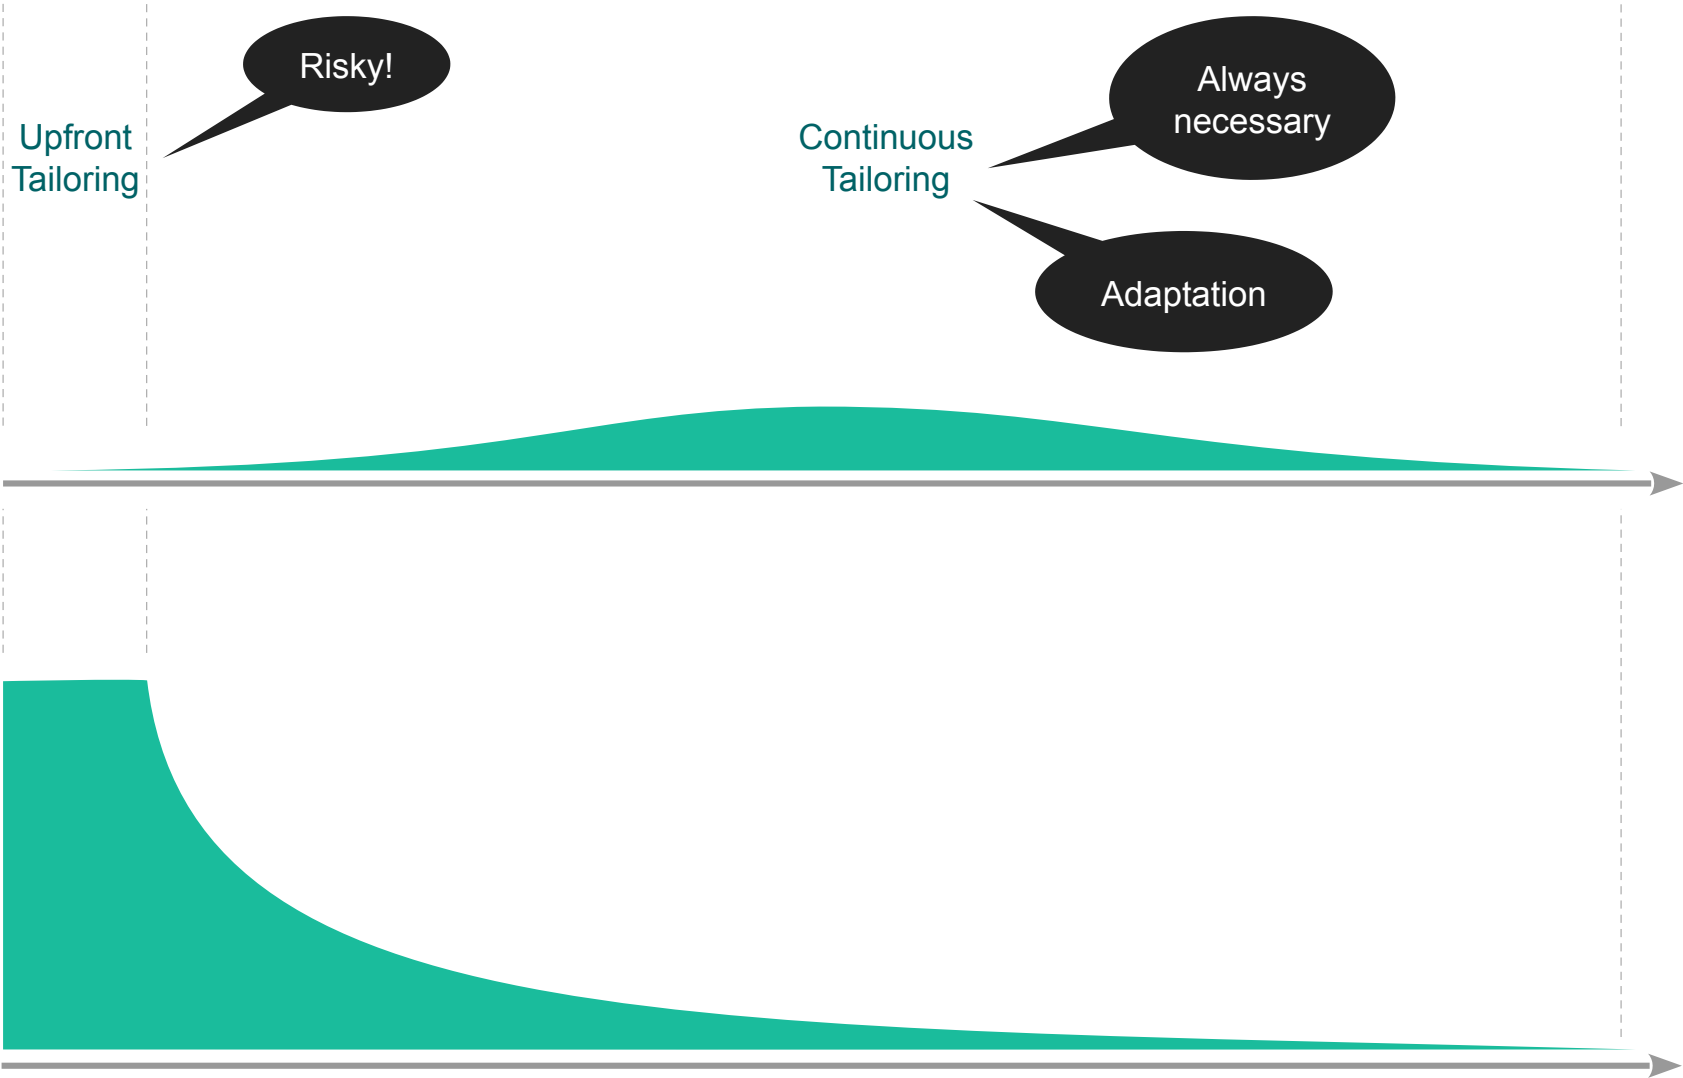 Risky!
Upfront
Tailoring
Continuous
Tailoring
Always
necessary
Adaptation